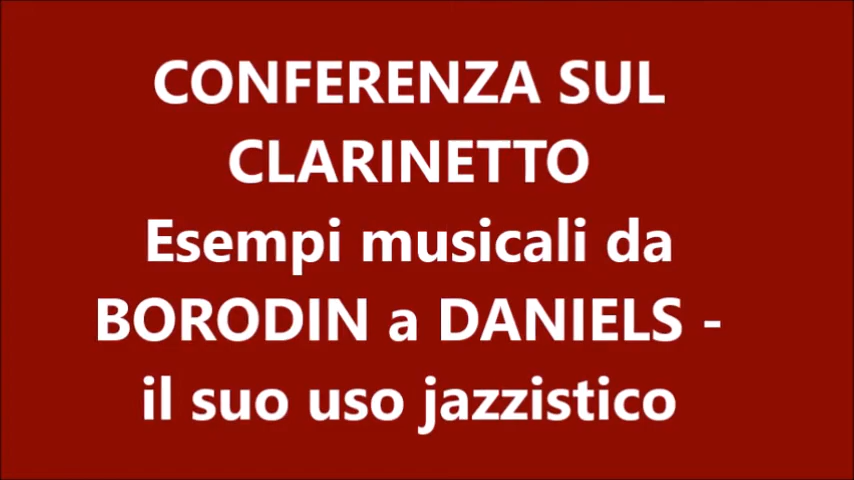 CONFERENZA SUL
CLARINETTO
Esempi musicali da
BORODIN a DANIELS -
il suo uso jazzistico